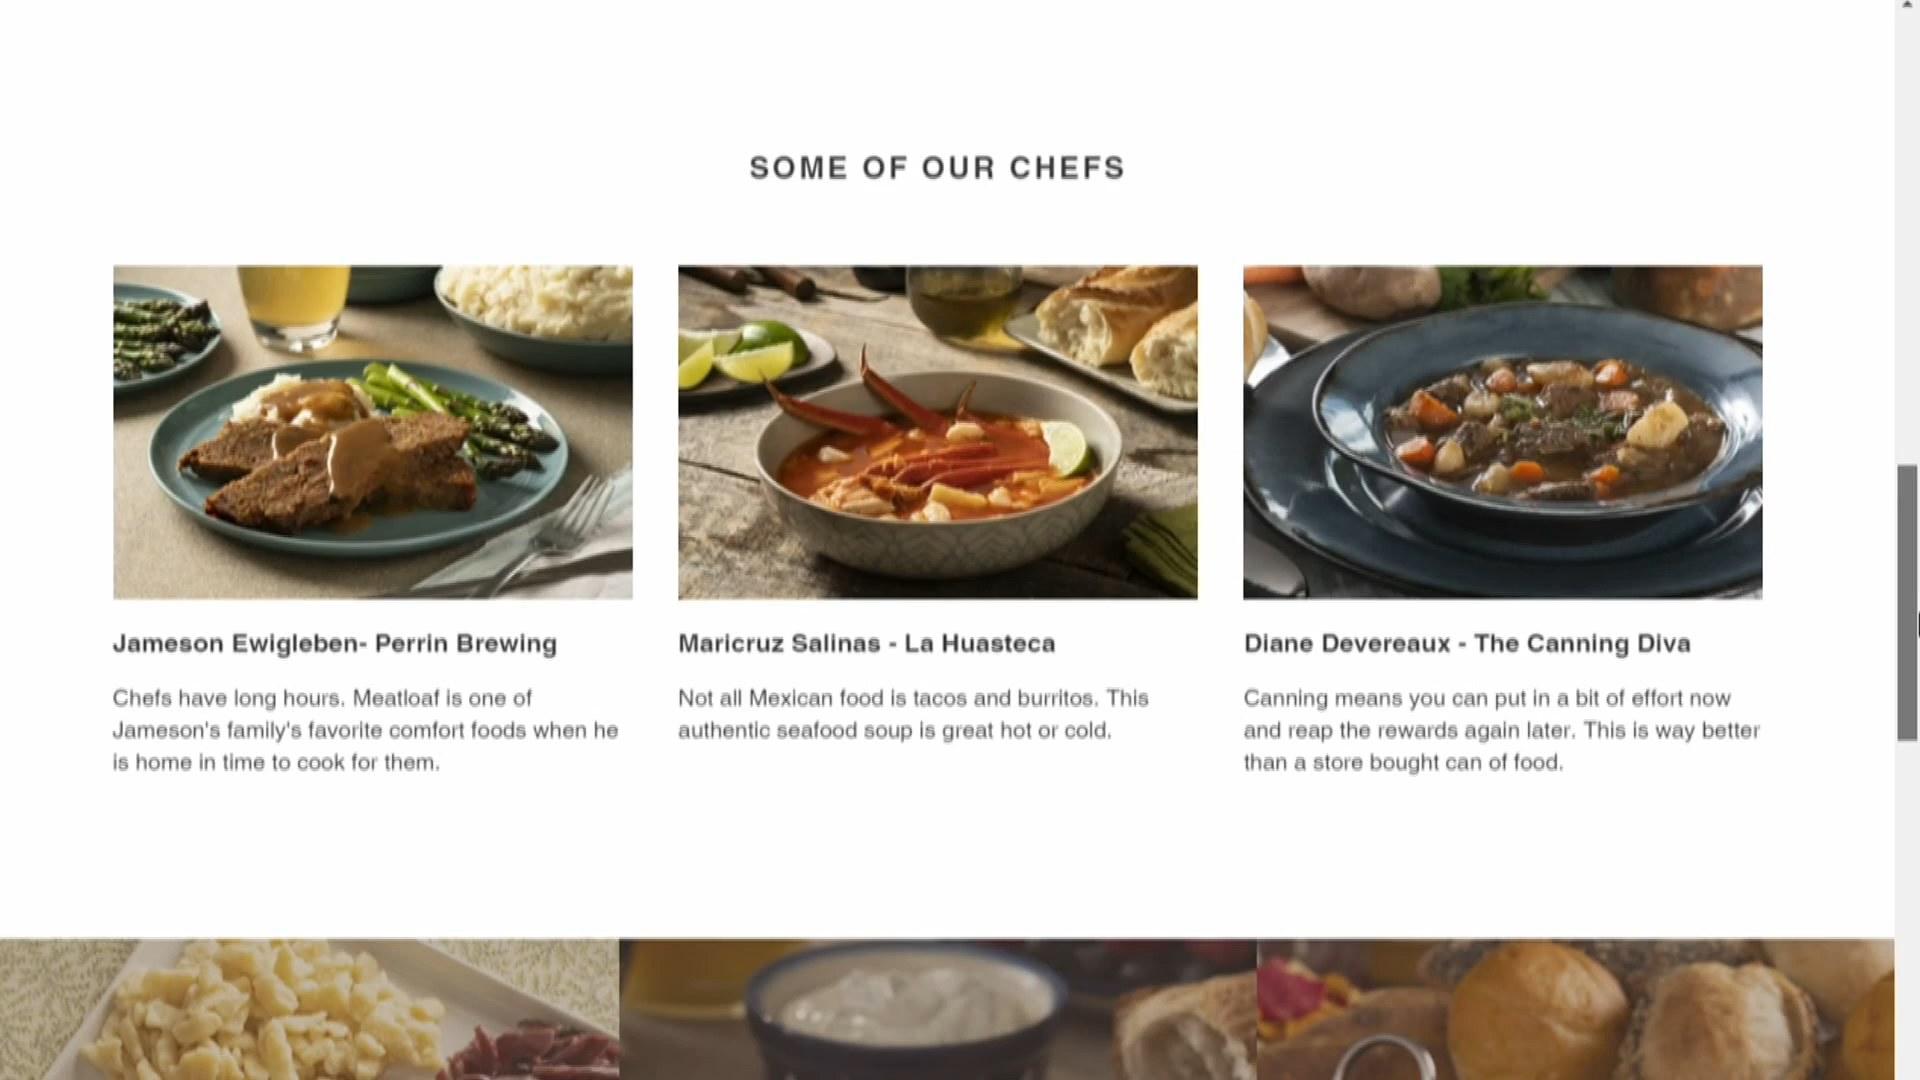 SOME OF OUR CHEFS
Jameson Ewigleben- Perrin Brewing
Chefs have long hours. Meatloaf is one of
Jameson's family's favorite comfort foods when he
is home in time to cook for them.
Maricruz Salinas - La Huasteca
Not all Mexican food is tacos and burritos. This
authentic seafood soup is great hot or cold.
Diane Devereaux - The Canning Diva
Canning means you can put in a bit of effort now
and reap the rewards again later. This is way better
than a store bought can of food.